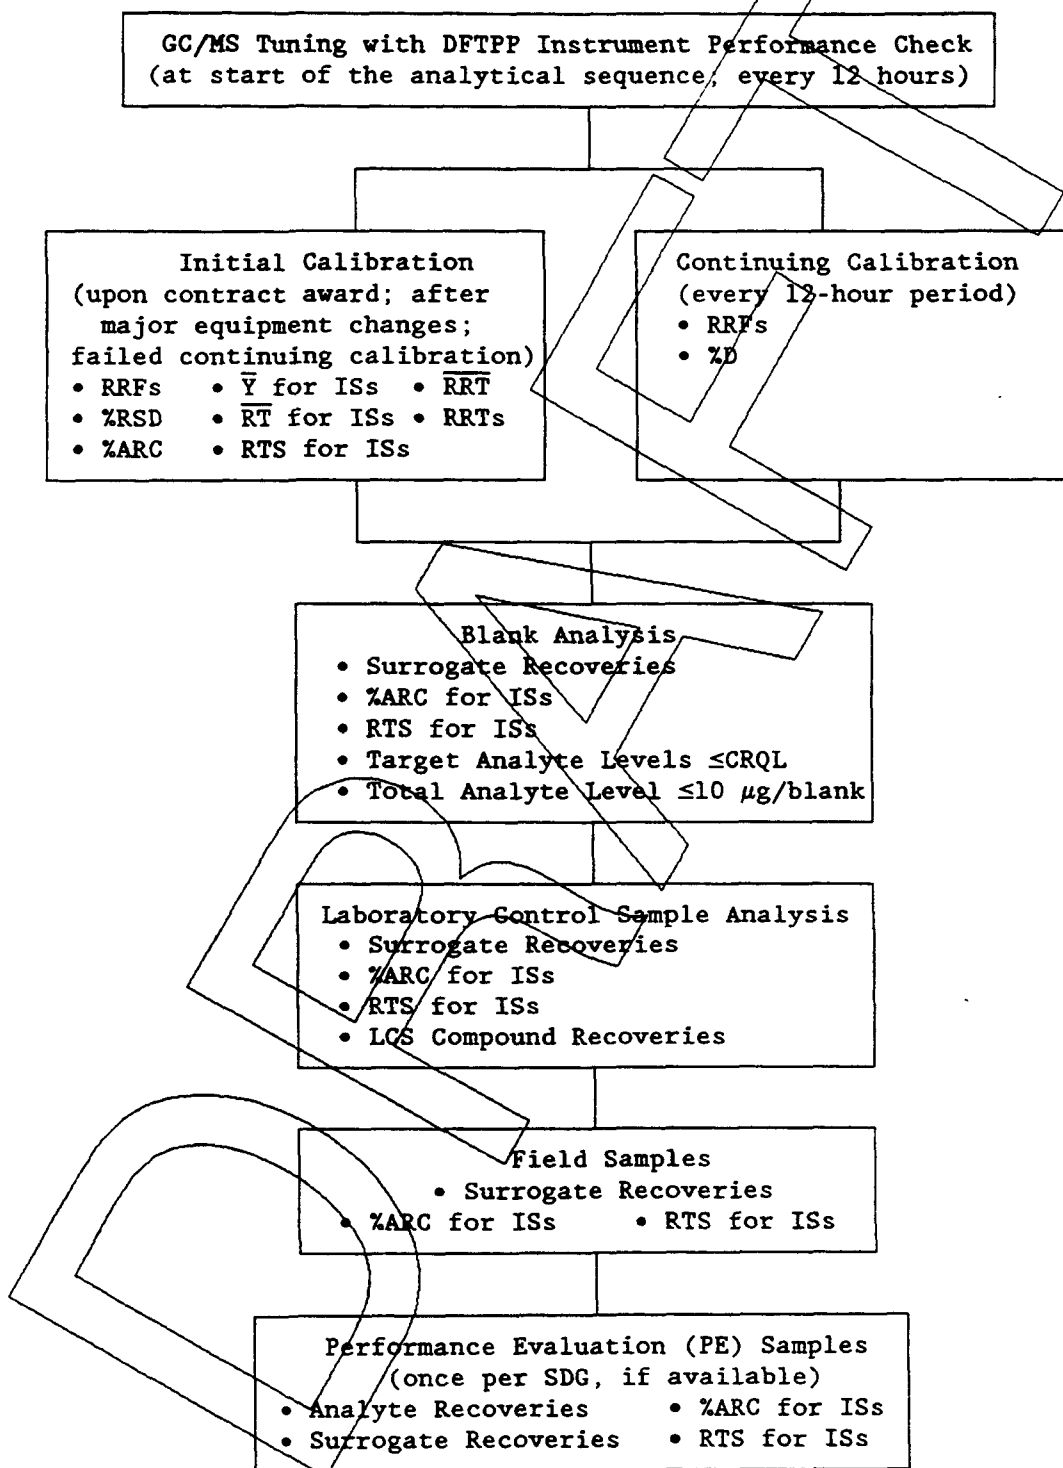 GC/MS Tuning with DFTPP Instrument Performance Check
(at start of the analytical sequence; every 12 hours)
Initial Calibration
(upon contract award; after
major equipment changes;
failed continuing calibration)
• RRFs • Y̅ for ISs • R̅R̅T̅
• %RSD • R̅T̅ for ISs • RRTs
• %ARC • RTS for ISs
Continuing Calibration
(every 12-hour period)
• RRFs
• %D
Blank Analysis
• Surrogate Recoveries
• %ARC for ISs
• RTS for ISs
• Target Analyte Levels ≤CRQL
• Total Analyte Level ≤10 µg/blank
Laboratory Control Sample Analysis
• Surrogate Recoveries
• %ARC for ISs
• RTS for ISs
• LCS Compound Recoveries
Field Samples
• Surrogate Recoveries
• %ARC for ISs • RTS for ISs
Performance Evaluation (PE) Samples
(once per SDG, if available)
• Analyte Recoveries • %ARC for ISs
• Surrogate Recoveries • RTS for ISs
DRAFT